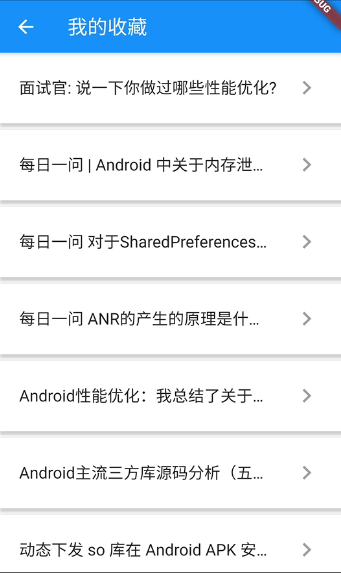 我的收藏
面试官: 说一下你做过哪些性能优化?
每日一问 | Android 中关于内存泄...
每日一问 对于SharedPreferences...
每日一问 ANR的产生的原理是什...
Android性能优化：我总结了关于...
Android主流三方库源码分析（五...
动态下发 so 库在 Android APK 安...